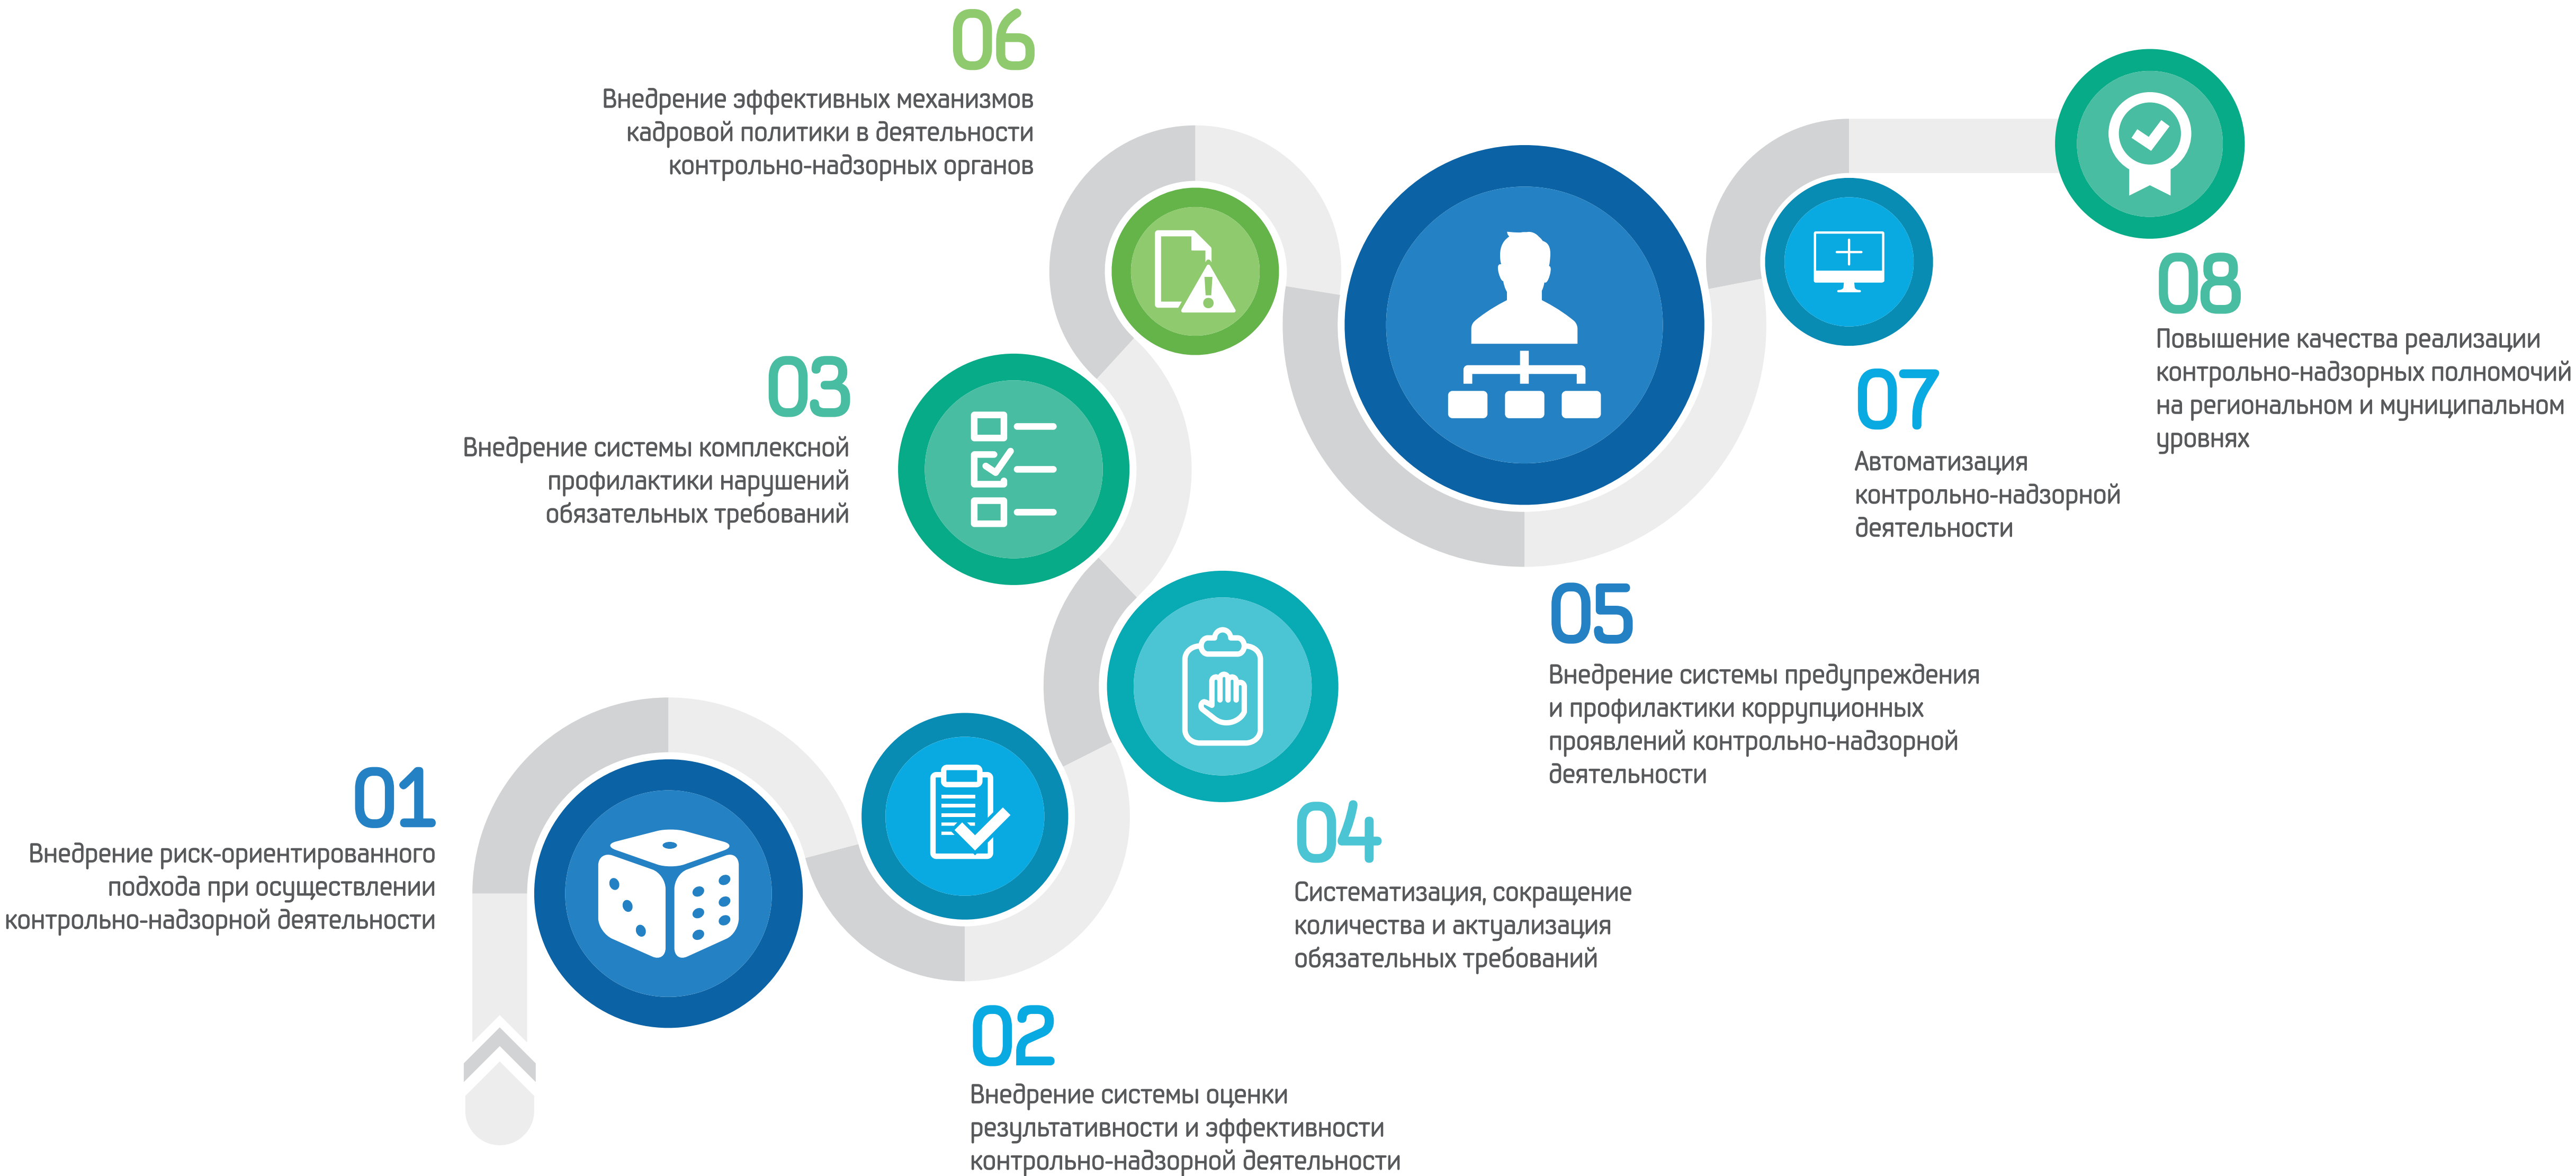 01
Внедрение риск-ориентированного
подхода при осуществлении
контрольно-надзорной деятельности
02
Внедрение системы оценки
результативности и эффективности
контрольно-надзорной деятельности
03
Внедрение системы комплексной
профилактики нарушений
обязательных требований
04
Систематизация, сокращение
количества и актуализация
обязательных требований
05
Внедрение системы предупреждения
и профилактики коррупционных
проявлений контрольно-надзорной
деятельности
06
Внедрение эффективных механизмов
кадровой политики в деятельности
контрольно-надзорных органов
07
Автоматизация
контрольно-надзорной
деятельности
08
Повышение качества реализации
контрольно-надзорных полномочий
на региональном и муниципальном
уровнях